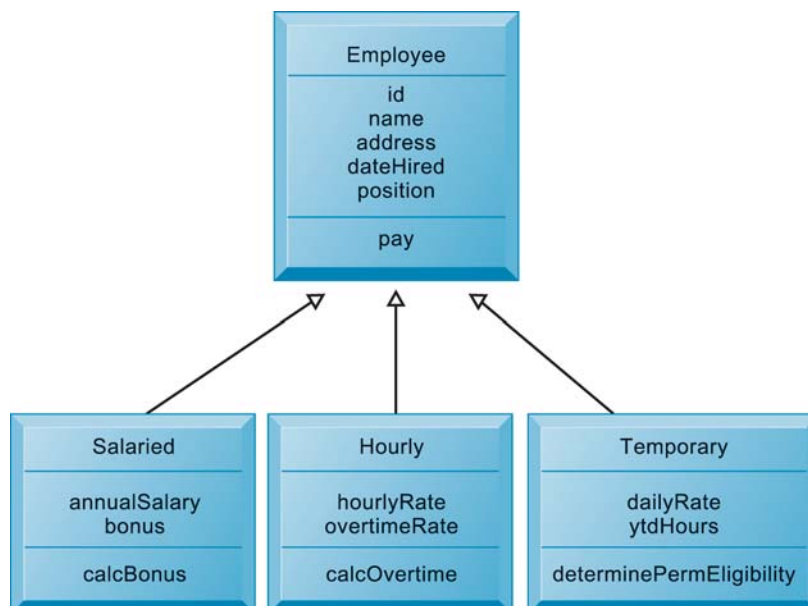 Employee
id
name
address
dateHired
position
pay
Salaried
annualSalary
bonus
calcBonus
Hourly
hourlyRate
overtimeRate
calcOvertime
Temporary
dailyRate
ytdHours
determinePermEligibility